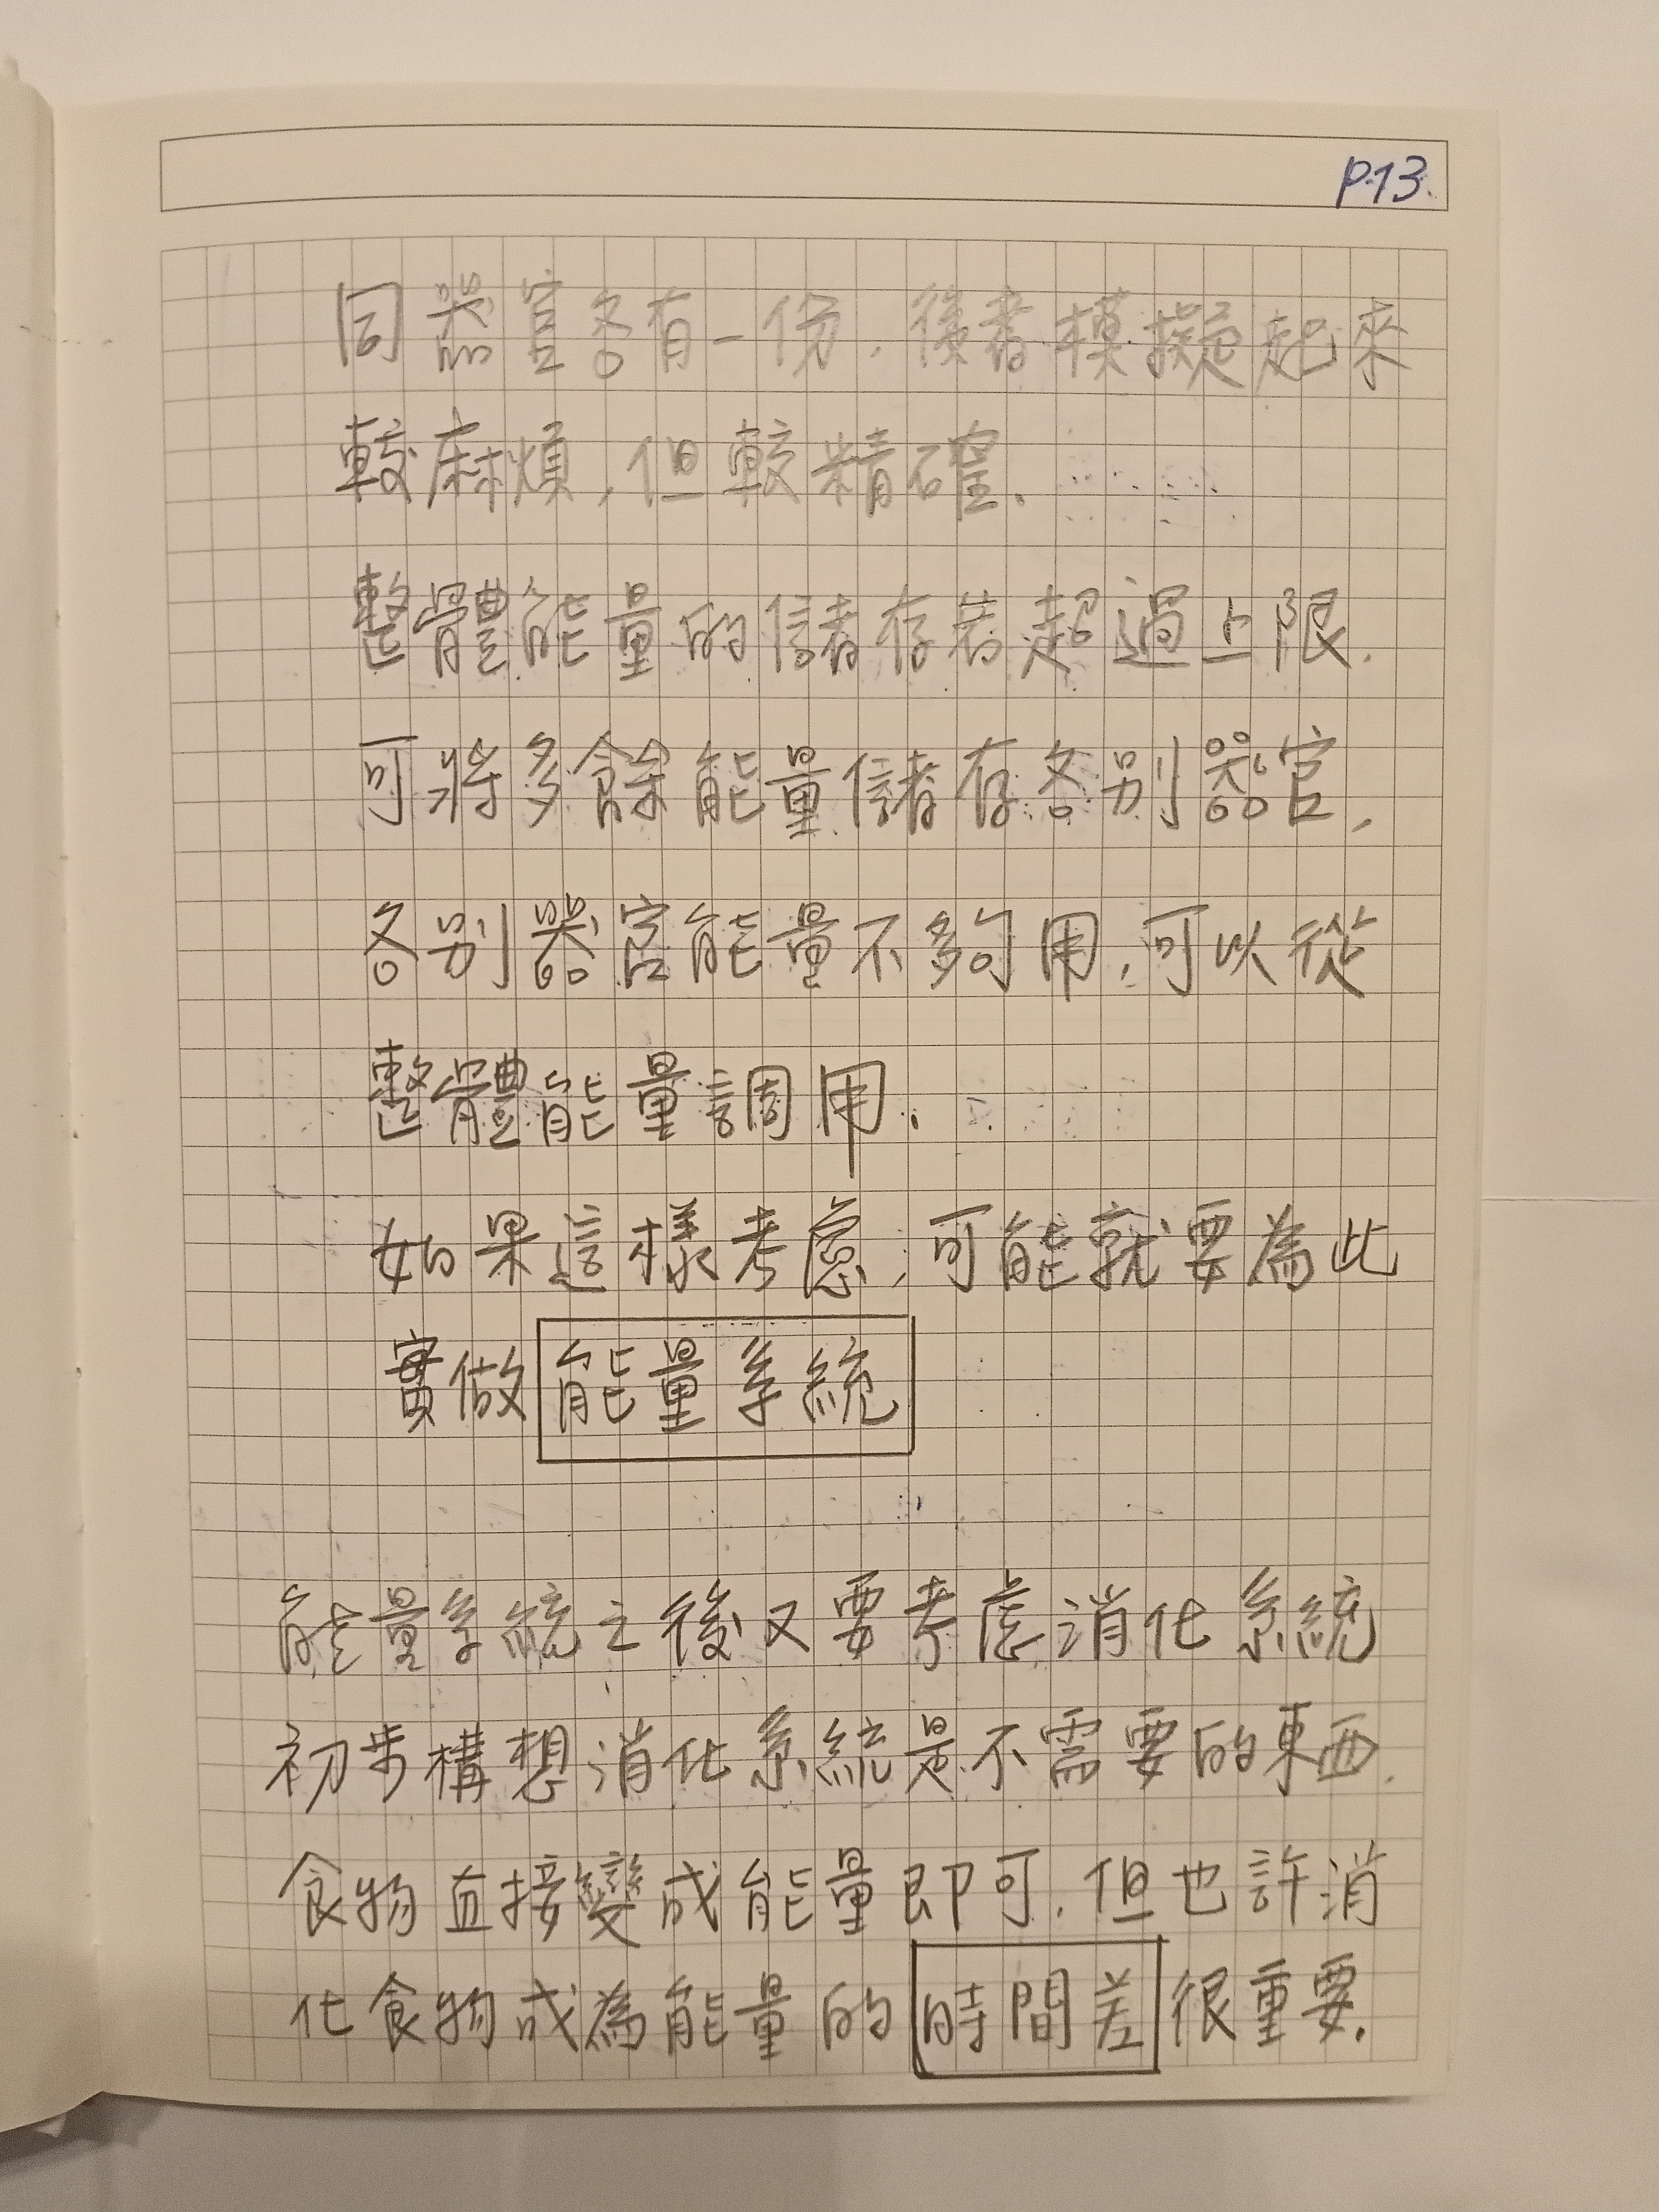 P.13.
同器官各有一份,後者模擬起來
較麻煩,但較精確.
整體能量的儲存若超過上限.
可將多餘能量儲存各別器官,
各別器官能量不夠用,可以從
整體能量調用.
如果這樣考慮,可能就要為此
實做能量系統
能量系統之後又要考慮消化系統
初步構想消化系統是不需要的東西.
食物直接變成能量即可.但也許消
化食物成為能量的時間差很重要.